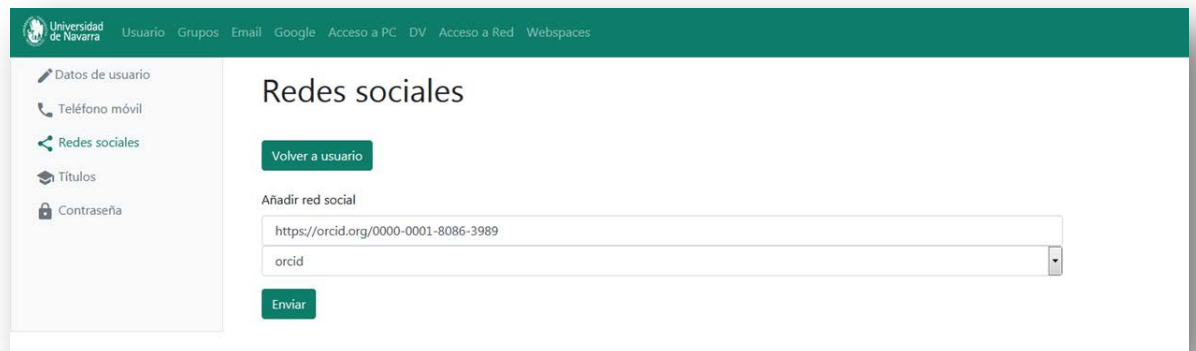 Universidad
de Navarra
Usuario Grupos Email Google Acceso a PC DV Acceso a Red Webspaces
Datos de usuario
Teléfono móvil
Redes sociales
Títulos
Contraseña
Redes sociales
Volver a usuario
Añadir red social
https://orcid.org/0000-0001-8086-3989
orcid
Enviar